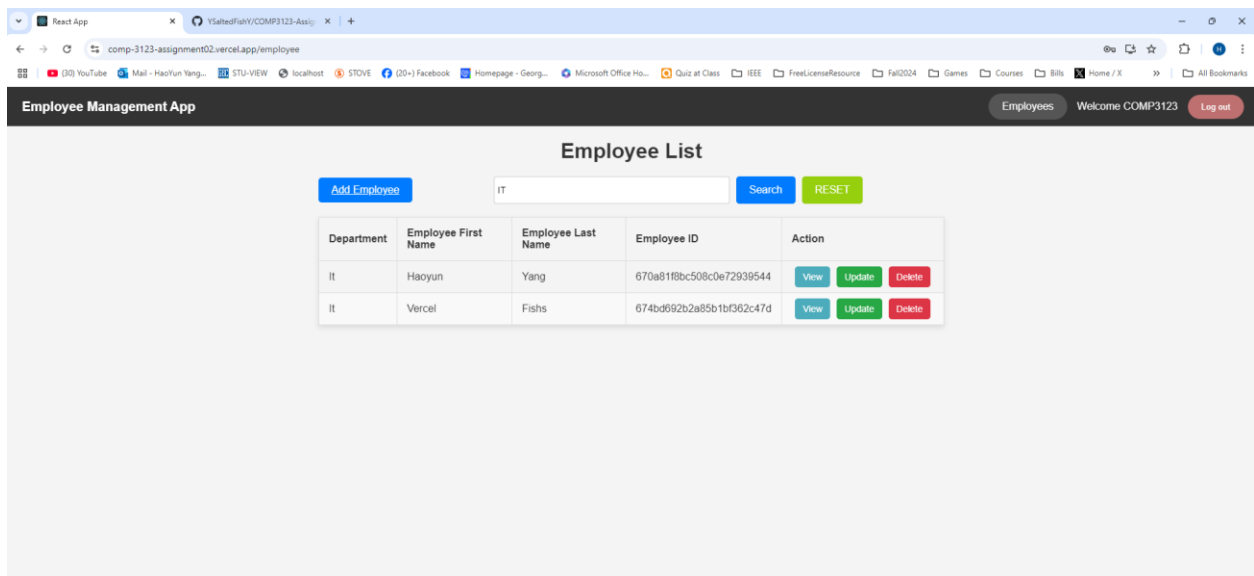 React App
YSaltedFishY/COMP3123-Assig
comp-3123-assignment02.vercel.app/employee
(30) YouTube Mail - HaoYun Yang... STU-VIEW localhost STOVE (20+) Facebook Homepage - Georg... Microsoft Office Ho... Quiz at Class IEEE FreeLicenseResource Fall2024 Games Courses Bills Home / X » All Bookmarks
Employee Management App Employees Welcome COMP3123 Log out
Employee List
Add Employee IT Search RESET
Department Employee First Name Employee Last Name Employee ID Action
It Haoyun Yang 670a81f8bc508c0e72939544 View Update Delete
It Vercel Fishs 674bd692b2a85b1bf362c47d View Update Delete